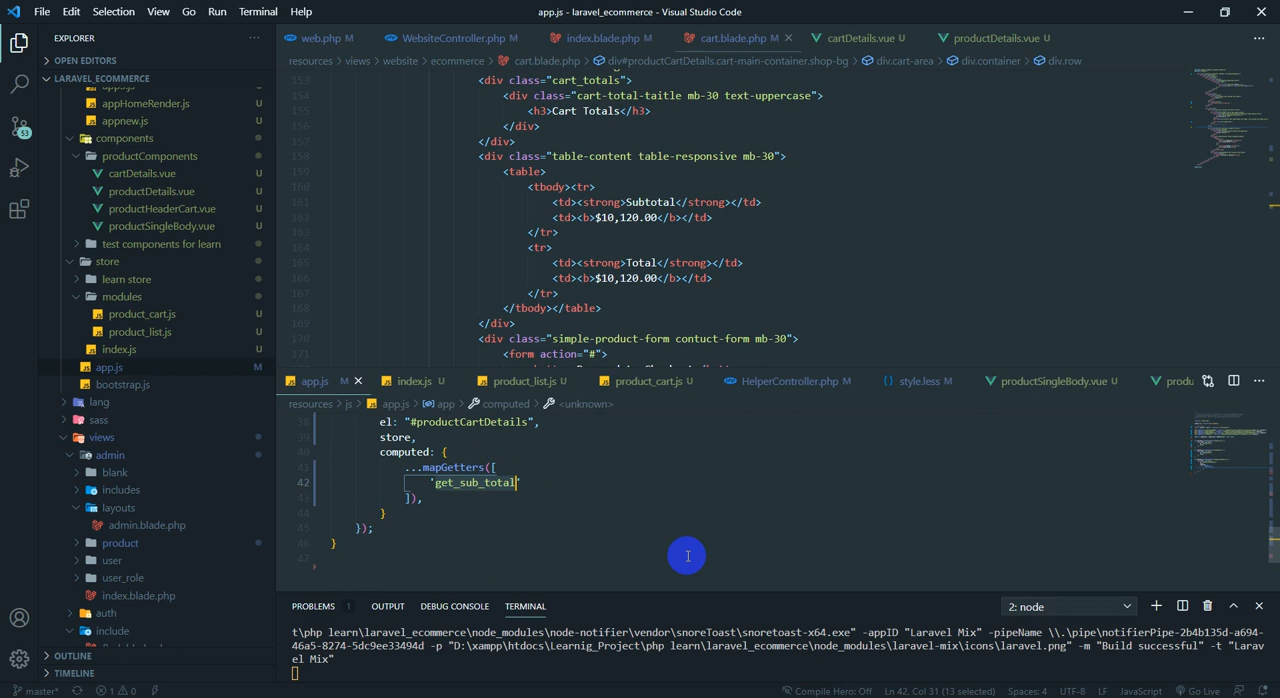 File Edit Selection View Go Run Terminal Help
app.js - laravel_ecommerce - Visual Studio Code
EXPLORER
OPEN EDITORS
LARAVEL_ECOMMERCE
appHomeRender.js U
appnew.js U
components
productComponents
cartDetails.vue U
productDetails.vue U
productHeaderCart.vue U
productSingleBody.vue U
test components for learn
store
learn store
modules
product_cart.js U
product_list.js U
index.js U
app.js M
bootstrap.js
lang
sass
views
admin
blank
includes
layouts
admin.blade.php
product
user
user_role
index.blade.php
auth
include
OUTLINE
TIMELINE
53
web.php M WebsiteController.php M index.blade.php M cart.blade.php M cartDetails.vue U productDetails.vue U
resources > views > website > ecommerce > cart.blade.php > div#productCartDetails.cart-main-container.shop-bg > div.cart-area > div.container > div.row
153 <div class="cart_totals">
154 <div class="cart-total-taitle mb-30 text-uppercase">
155 <h3>Cart Totals</h3>
156 </div>
157 </div>
158 <div class="table-content table-responsive mb-30">
159 <table>
160 <tbody><tr>
161 <td><strong>Subtotal</strong></td>
162 <td><b>$10,120.00</b></td>
163 </tr>
164 <tr>
165 <td><strong>Total</strong></td>
166 <td><b>$10,120.00</b></td>
167 </tr>
168 </tbody></table>
169 </div>
170 <div class="simple-product-form contuct-form mb-30">
171 <form action="#">
app.js M index.js U product_list.js U product_cart.js U HelperController.php M style.less M productSingleBody.vue U produ
resources > js > app.js > app > computed > <unknown>
38 el: "#productCartDetails",
39 store,
40 computed: {
41 ...mapGetters([
42 'get_sub_total'
43 ]),
44 }
45 });
46 }
47
PROBLEMS 1 OUTPUT DEBUG CONSOLE TERMINAL
2: node
t\php learn\laravel_ecommerce\node_modules\node-notifier\vendor\snoreToast\snoretoast-x64.exe" -appID "Laravel Mix" -pipeName \\.\pipe\notifierPipe-2b4b135d-a694-
46a5-8274-5dc9ee33494d -p "D:\xampp\htdocs\Learnig_Project\php learn\laravel_ecommerce\node_modules\laravel-mix\icons\laravel.png" -m "Build successful" -t "Larav
el Mix"
master* 1 0 Compile Hero: Off Ln 42, Col 31 (13 selected) Spaces: 4 UTF-8 LF JavaScript Go Live